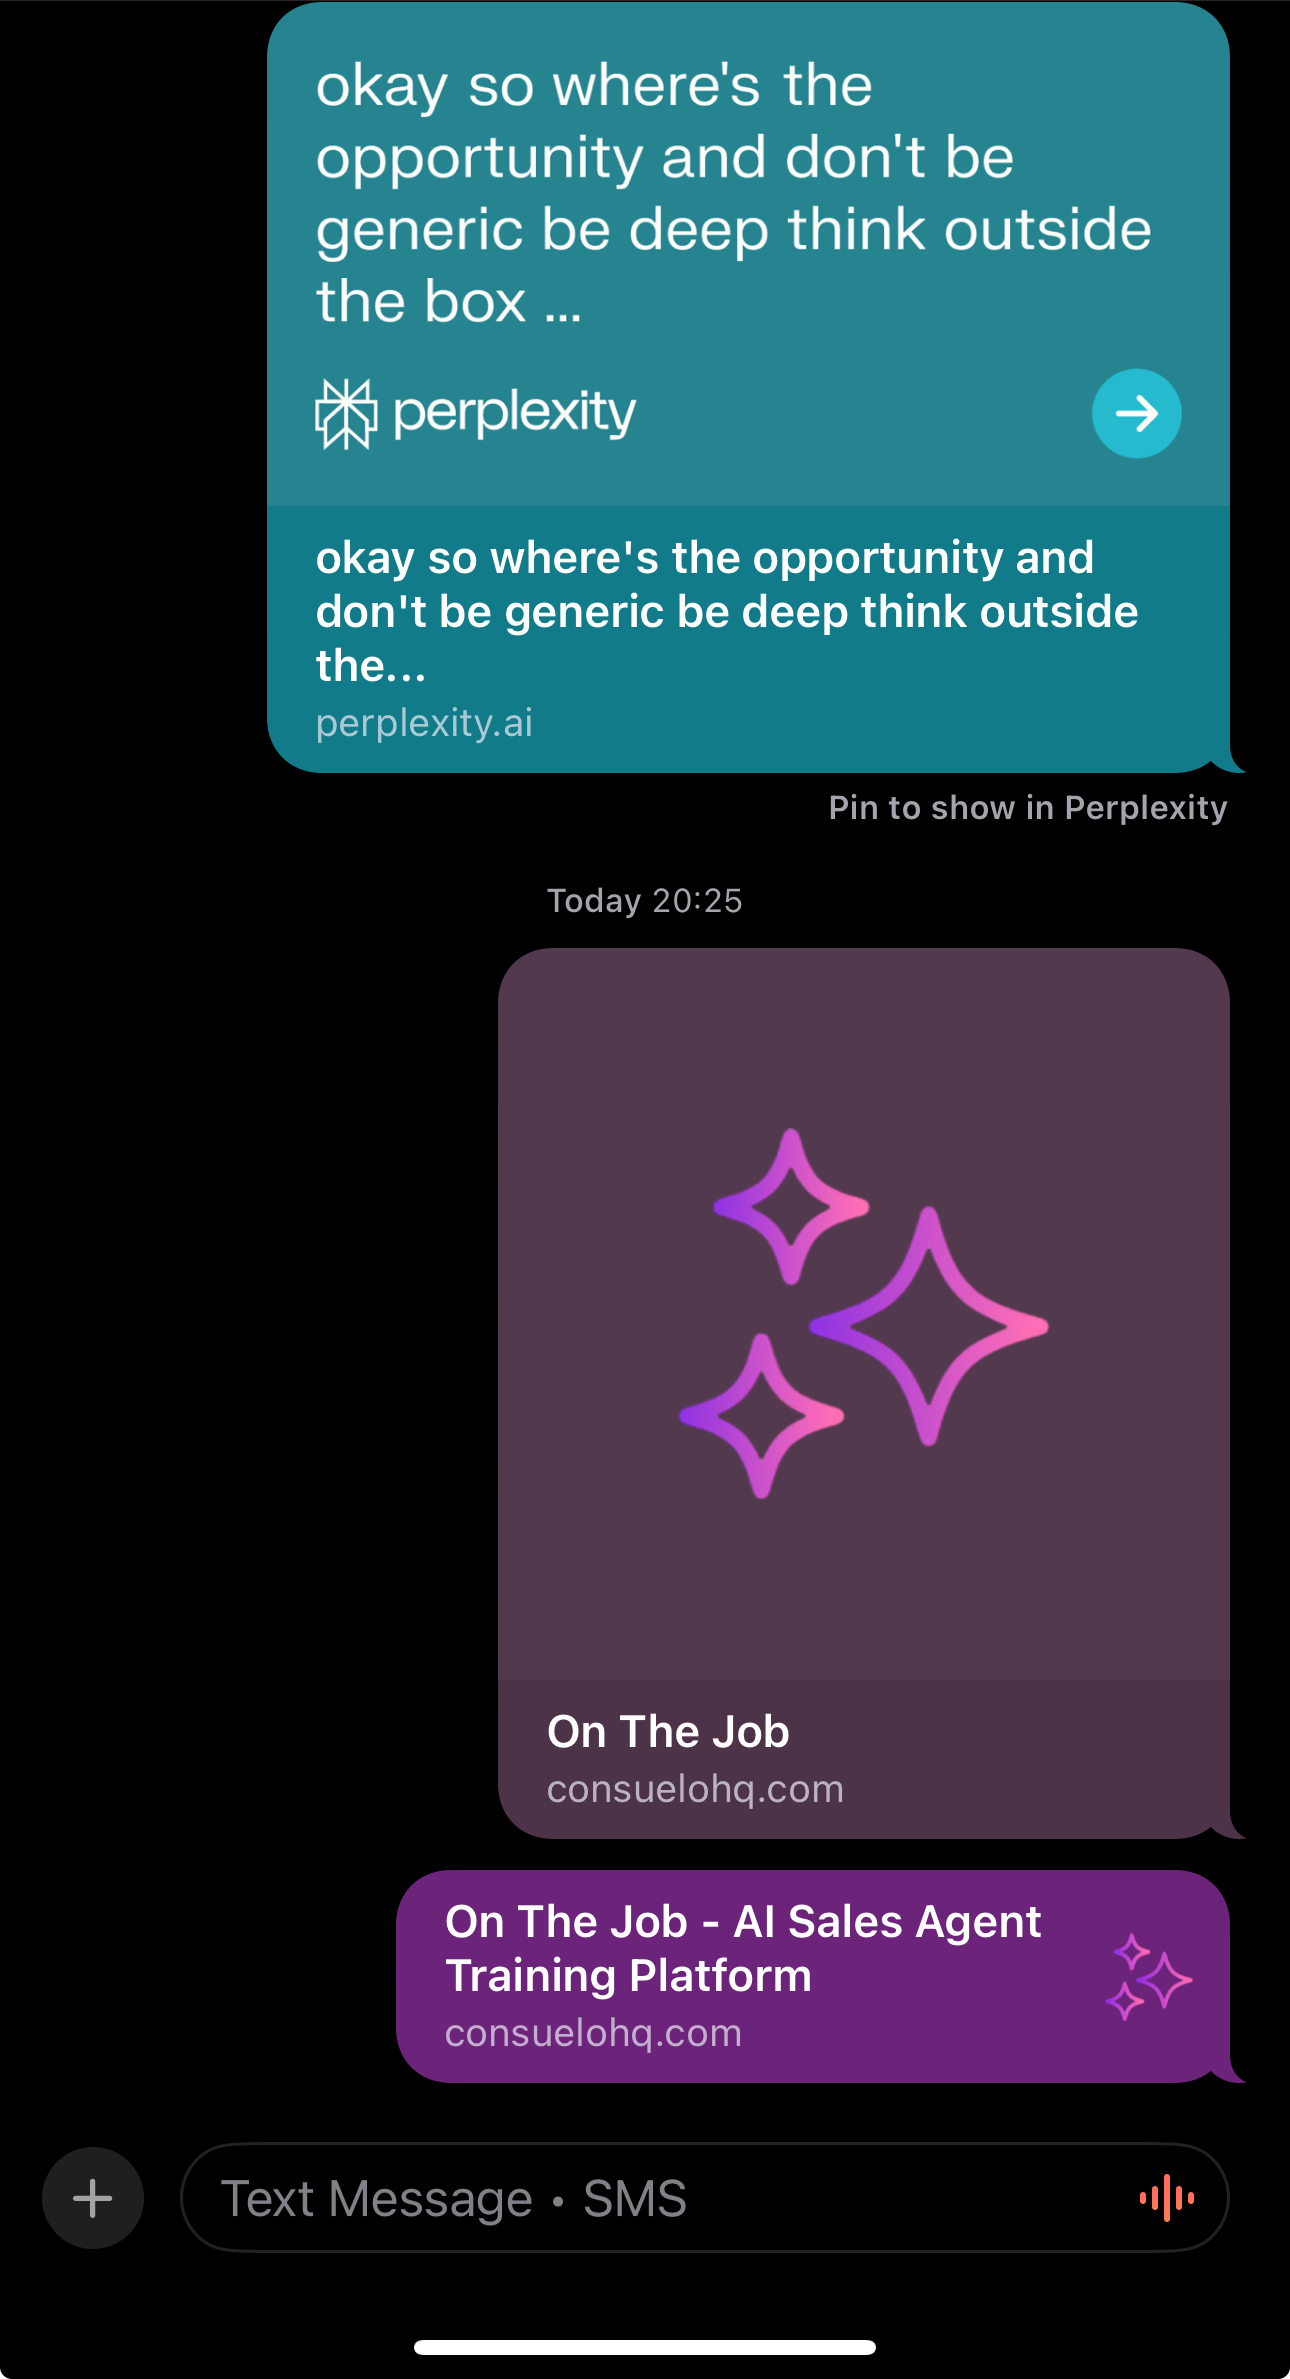 okay so where's the
opportunity and don't be
generic be deep think outside
the box ...
perplexity
okay so where's the opportunity and
don't be generic be deep think outside
the...
perplexity.ai
Pin to show in Perplexity
Today 20:25
On The Job
consuelohq.com
On The Job - AI Sales Agent
Training Platform
consuelohq.com
Text Message • SMS